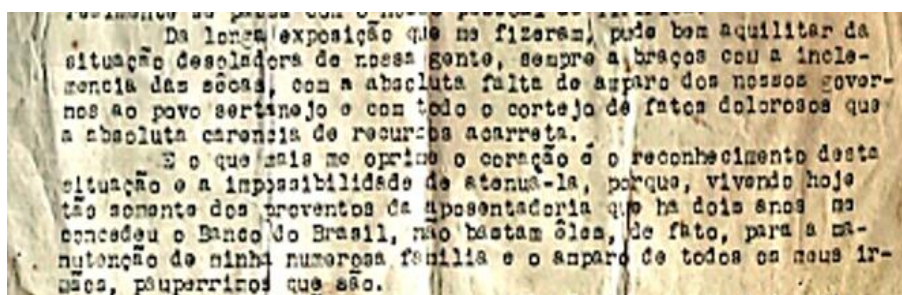 Da longa exposição que me fizeram, pude bem aquilitar da
situação desoladora de nossa gente, sempre a braços com a incle-
mencia das sêcas, com a absoluta falta de amparo dos nossos gover-
nos ao povo sertanejo e com todo o cortejo de fatos dolorosos que
a absoluta carencia de recursos acarreta.
E o que mais me oprime o coração é o reconhecimento desta
situação e a impossibilidade de atenuá-la, porque, vivendo hoje
tão somente dos proventos da aposentadoria que há dois anos me
concedeu o Banco do Brasil, não bastam êles, de fato, para a ma-
nutenção de minha numerosa familia e o amparo de todos os meus ir-
mãos, pauperrimos que são.